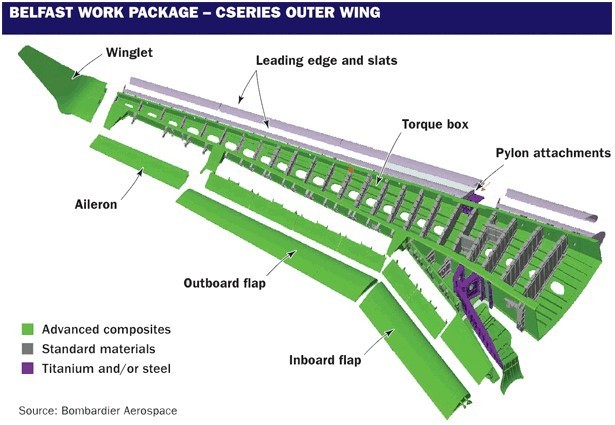 BELFAST WORK PACKAGE – CSERIES OUTER WING
Winglet
Leading edge and slats
Torque box
Pylon attachments
Aileron
Outboard flap
Inboard flap
Advanced composites
Standard materials
Titanium and/or steel
Source: Bombardier Aerospace